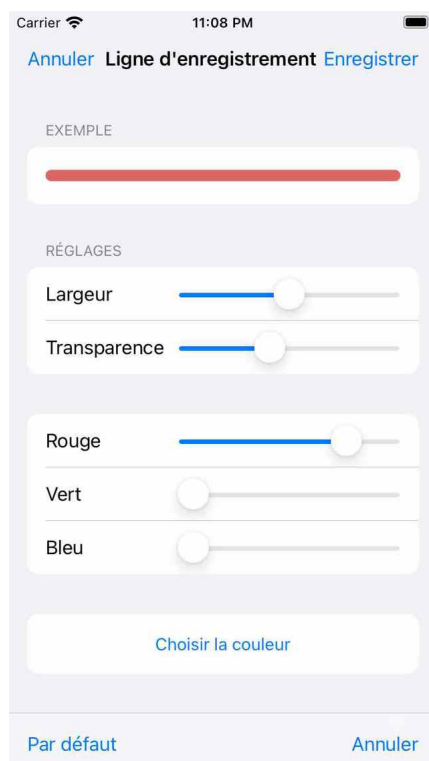 Carrier 11:08 PM
Annuler Ligne d'enregistrement Enregistrer
EXEMPLE
RÉGLAGES
Largeur
Transparence
Rouge
Vert
Bleu
Choisir la couleur
Par défaut Annuler